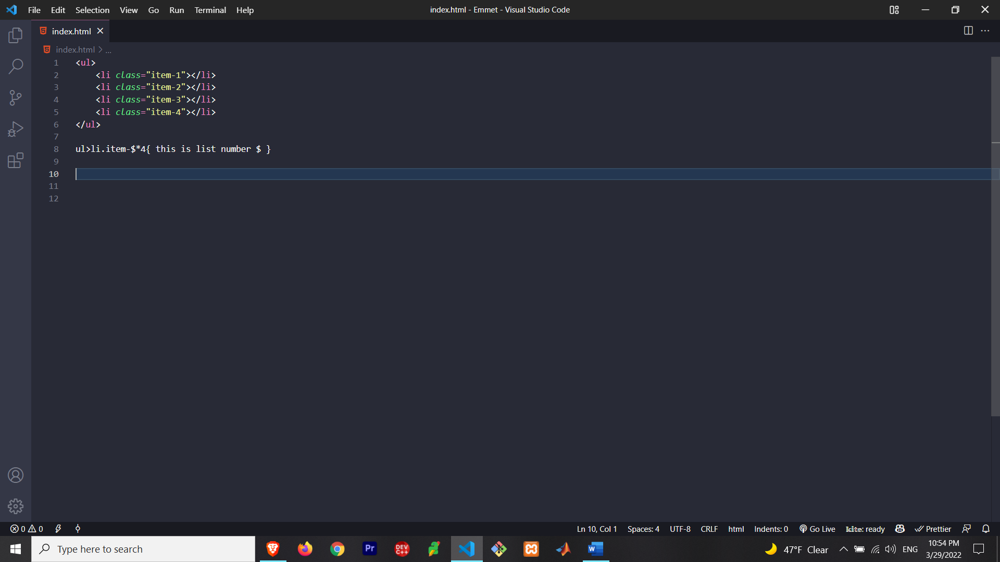 File Edit Selection View Go Run Terminal Help
index.html - Emmet - Visual Studio Code
index.html
index.html > ...
1 <ul>
2     <li class="item-1"></li>
3     <li class="item-2"></li>
4     <li class="item-3"></li>
5     <li class="item-4"></li>
6 </ul>
7
8 ul>li.item-$*4{ this is list number $ }
9
10
11
12
0 0
Ln 10, Col 1 Spaces: 4 UTF-8 CRLF html Indents: 0 Go Live kite: ready Prettier
Type here to search
Pr
DEV C++
W
47°F Clear
ENG
10:54 PM
3/29/2022